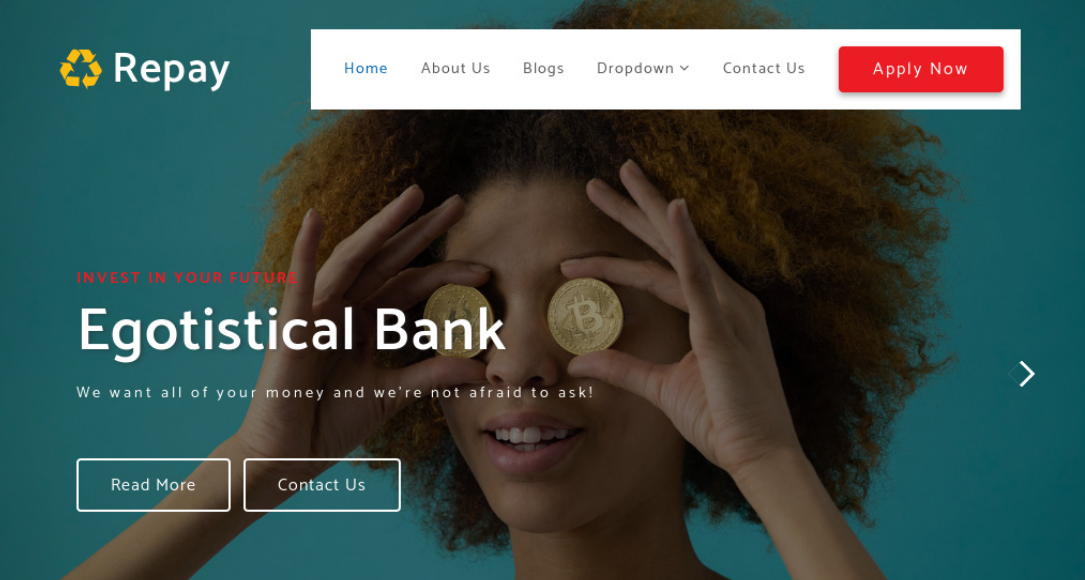 Repay
Home About Us Blogs Dropdown Contact Us Apply Now
INVEST IN YOUR FUTURE
Egotistical Bank
We want all of your money and we're not afraid to ask!
Read More Contact Us